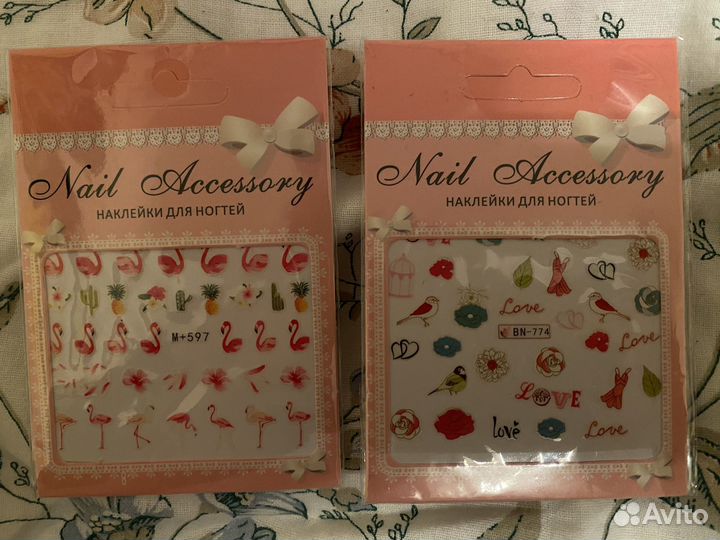 Nail Accessory
НАКЛЕЙКИ ДЛЯ НОГТЕЙ
M+597
Nail Accessory
НАКЛЕЙКИ ДЛЯ НОГТЕЙ
LOVE
Love
BN-774
Love
LOVE
love
Love
Avito